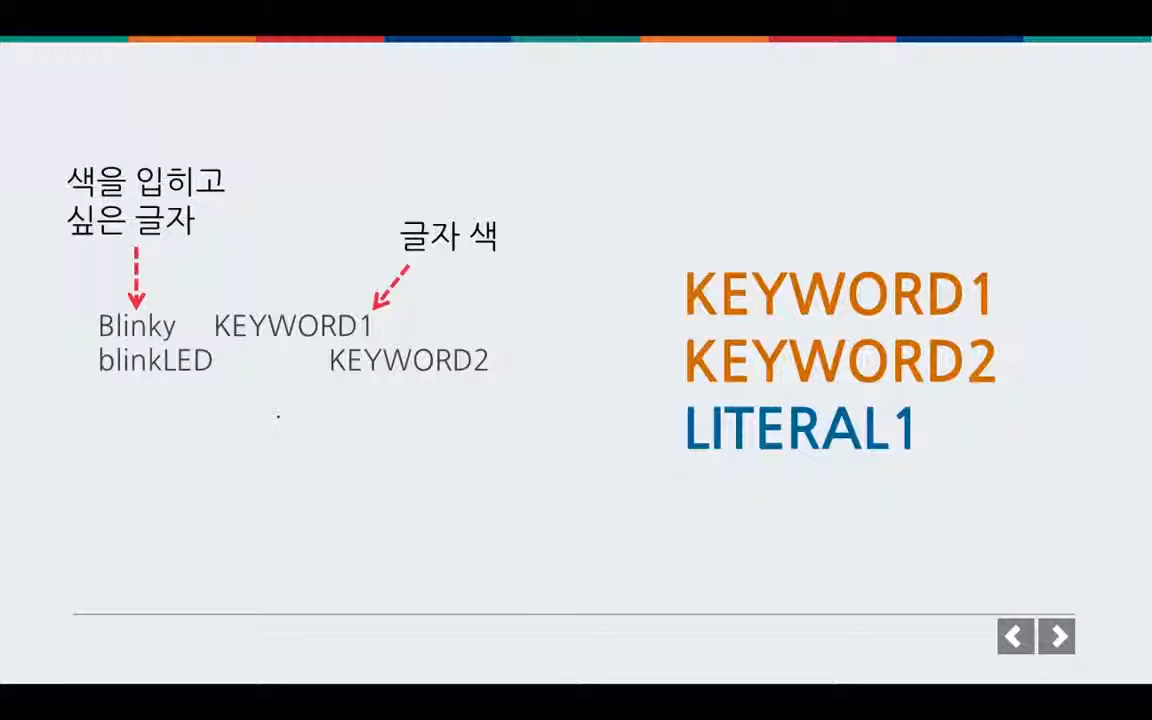 색을 입히고
싶은 글자
글자 색
Blinky KEYWORD1
blinkLED KEYWORD2
KEYWORD1
KEYWORD2
LITERAL1